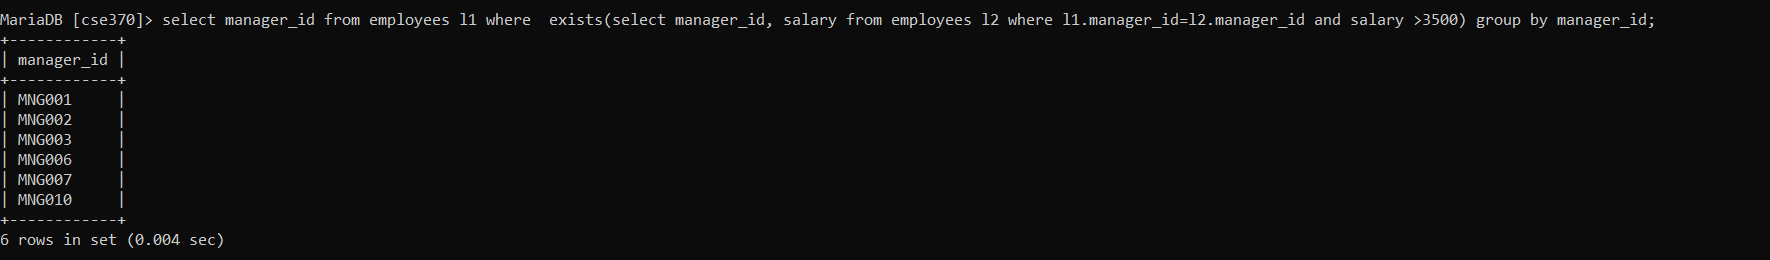 MariaDB [cse370]> select manager_id from employees l1 where  exists(select manager_id, salary from employees l2 where l1.manager_id=l2.manager_id and salary >3500) group by manager_id;
+------------+
| manager_id |
+------------+
| MNG001     |
| MNG002     |
| MNG003     |
| MNG006     |
| MNG007     |
| MNG010     |
+------------+
6 rows in set (0.004 sec)